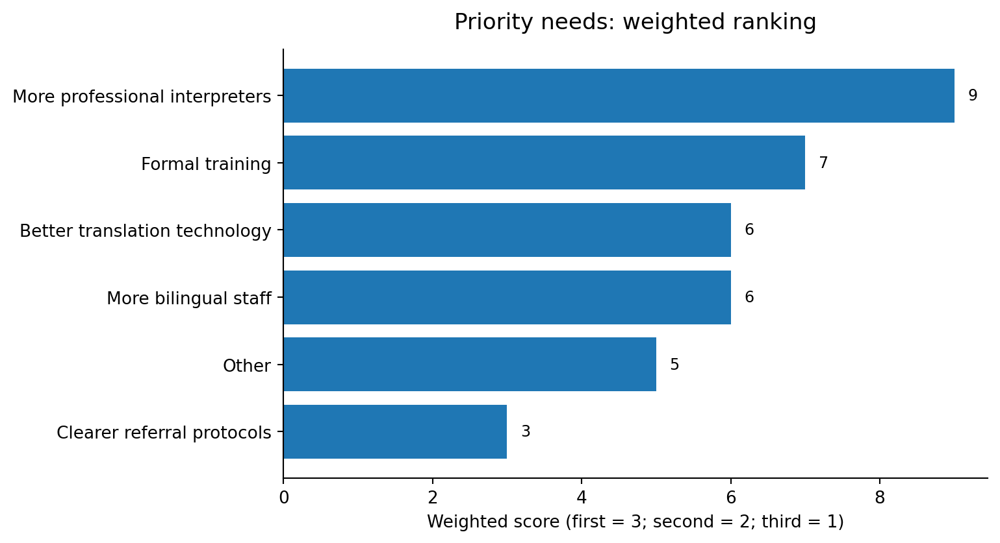 Priority needs: weighted ranking
More professional interpreters 9
Formal training 7
Better translation technology 6
More bilingual staff 6
Other 5
Clearer referral protocols 3
0 2 4 6 8
Weighted score (first = 3; second = 2; third = 1)